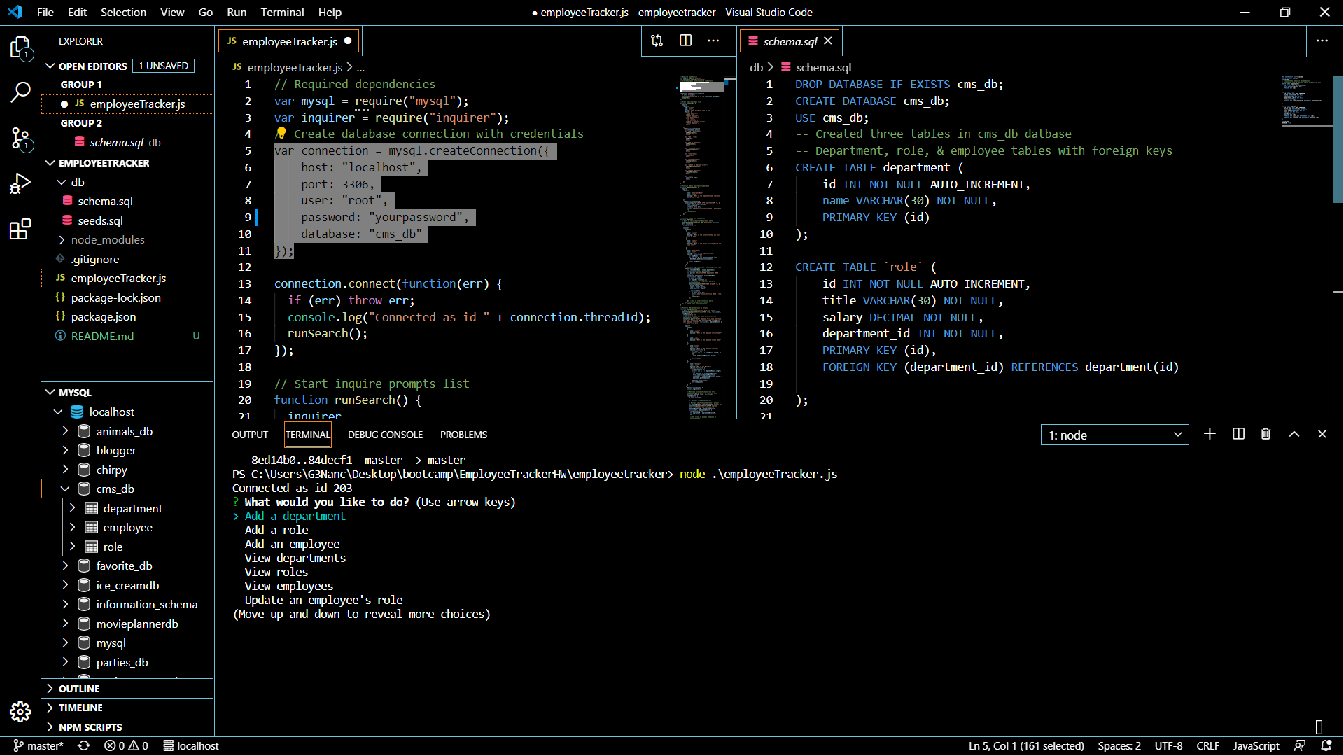 File Edit Selection View Go Run Terminal Help
● employeeTracker.js - employeetracker - Visual Studio Code
EXPLORER
OPEN EDITORS 1 UNSAVED
GROUP 1
JS employeeTracker.js
GROUP 2
schema.sql db
EMPLOYEETRACKER
db
schema.sql
seeds.sql
node_modules
.gitignore
JS employeeTracker.js
{} package-lock.json
{} package.json
README.md U
MYSQL
localhost
animals_db
blogger
chirpy
cms_db
department
employee
role
favorite_db
ice_creamdb
information_schema
movieplannerdb
mysql
parties_db
OUTLINE
TIMELINE
NPM SCRIPTS
JS employeeTracker.js ●
JS employeeTracker.js > ...
1 // Required dependencies
2 var mysql = require("mysql");
3 var inquirer = require("inquirer");
4 // Create database connection with credentials
5 var connection = mysql.createConnection({
6 host: "localhost",
7 port: 3306,
8 user: "root",
9 password: "yourpassword",
10 database: "cms_db"
11 });
12
13 connection.connect(function(err) {
14 if (err) throw err;
15 console.log("Connected as id " + connection.threadId);
16 runSearch();
17 });
18
19 // Start inquire prompts list
20 function runSearch() {
21 inquirer
schema.sql
db > schema.sql
1 DROP DATABASE IF EXISTS cms_db;
2 CREATE DATABASE cms_db;
3 USE cms_db;
4 -- Created three tables in cms_db datbase
5 -- Department, role, & employee tables with foreign keys
6 CREATE TABLE department (
7 id INT NOT NULL AUTO_INCREMENT,
8 name VARCHAR(30) NOT NULL,
9 PRIMARY KEY (id)
10 );
11
12 CREATE TABLE `role` (
13 id INT NOT NULL AUTO_INCREMENT,
14 title VARCHAR(30) NOT NULL,
15 salary DECIMAL NOT NULL,
16 department_id INT NOT NULL,
17 PRIMARY KEY (id),
18 FOREIGN KEY (department_id) REFERENCES department(id)
19
20 );
21
OUTPUT TERMINAL DEBUG CONSOLE PROBLEMS
1: node
8ed14b0..84decf1 master -> master
PS C:\Users\G3Nanc\Desktop\bootcamp\EmployeeTrackerHW\employeetracker> node .\employeeTracker.js
Connected as id 203
? What would you like to do? (Use arrow keys)
> Add a department
Add a role
Add an employee
View departments
View roles
View employees
Update an employee's role
(Move up and down to reveal more choices)
master* 0 0 localhost
Ln 5, Col 1 (161 selected) Spaces: 2 UTF-8 CRLF JavaScript